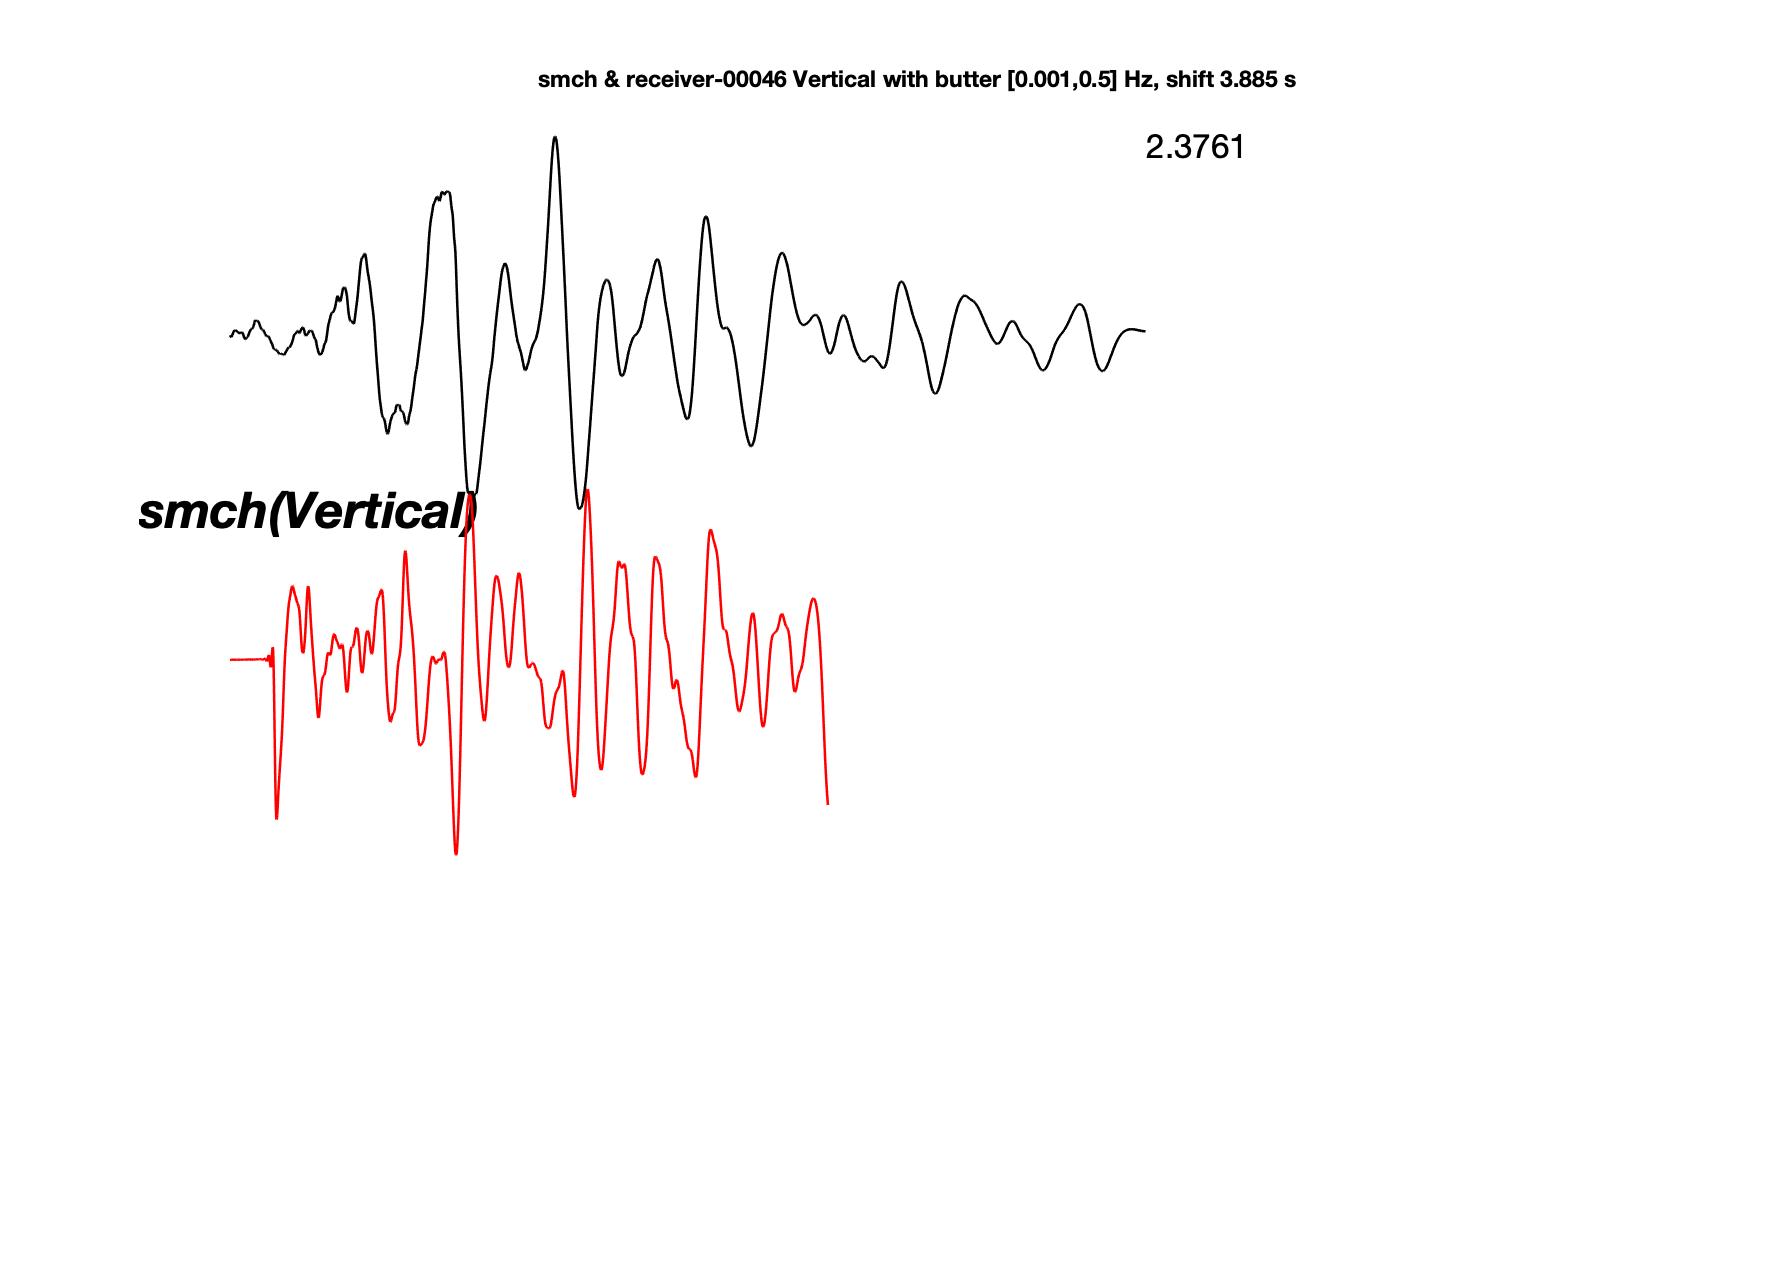 smch & receiver-00046 Vertical with butter [0.001,0.5] Hz, shift 3.885 s
2.3761
smch(Vertical)